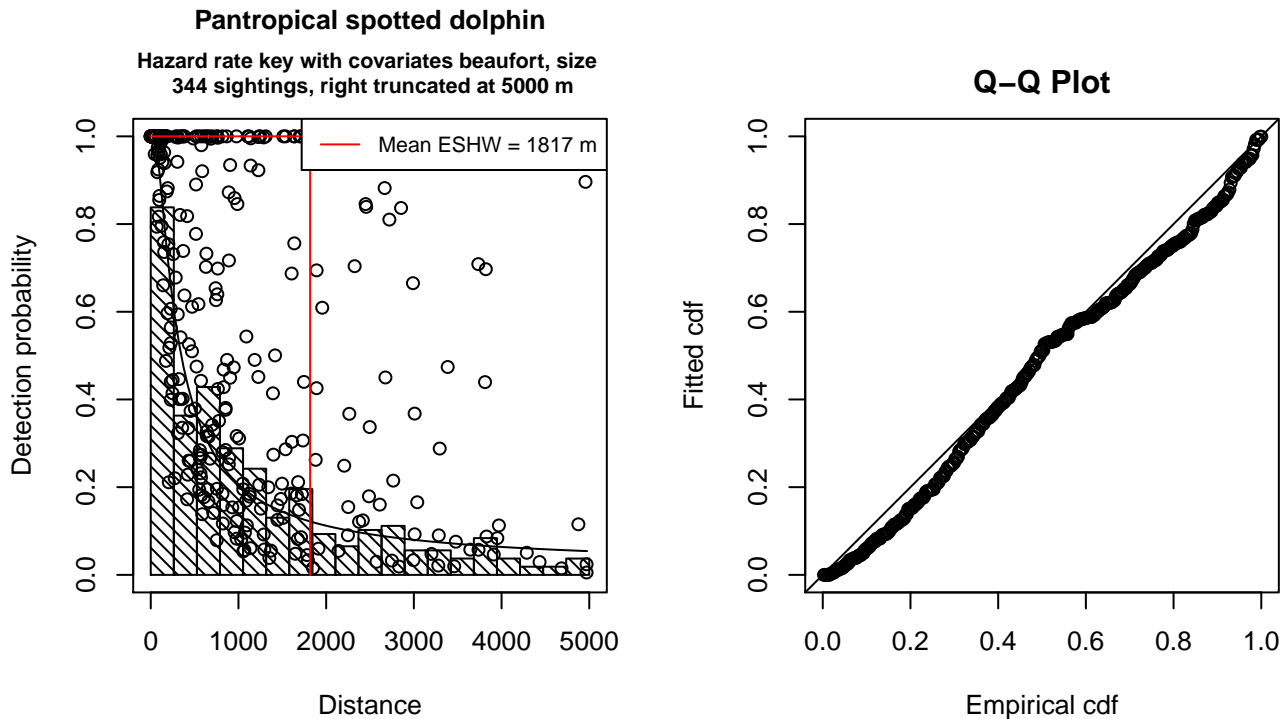 Pantropical spotted dolphin
Hazard rate key with covariates beaufort, size
344 sightings, right truncated at 5000 m
Mean ESHW = 1817 m
Detection probability
1.0
0.8
0.6
0.4
0.2
0.0
0 1000 2000 3000 4000 5000
Distance
Q−Q Plot
Fitted cdf
1.0
0.8
0.6
0.4
0.2
0.0
0.0 0.2 0.4 0.6 0.8 1.0
Empirical cdf